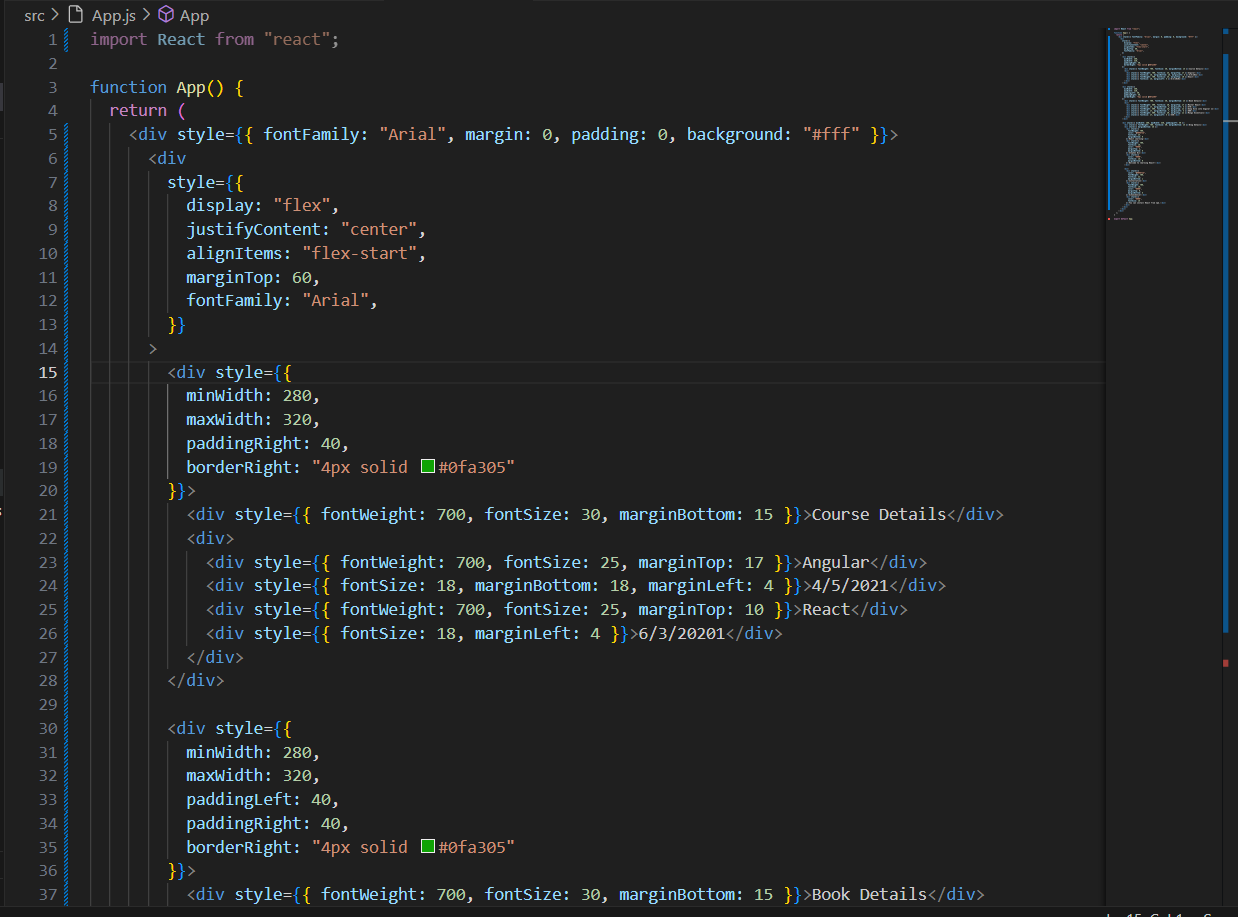 src > App.js > App
1 import React from "react";
2
3 function App() {
4 return (
5 <div style={{ fontFamily: "Arial", margin: 0, padding: 0, background: "#fff" }}>
6 <div
7 style={{
8 display: "flex",
9 justifyContent: "center",
10 alignItems: "flex-start",
11 marginTop: 60,
12 fontFamily: "Arial",
13 }}
14 >
15 <div style={{
16 minWidth: 280,
17 maxWidth: 320,
18 paddingRight: 40,
19 borderRight: "4px solid #0fa305"
20 }}>
21 <div style={{ fontWeight: 700, fontSize: 30, marginBottom: 15 }}>Course Details</div>
22 <div>
23 <div style={{ fontWeight: 700, fontSize: 25, marginTop: 17 }}>Angular</div>
24 <div style={{ fontSize: 18, marginBottom: 18, marginLeft: 4 }}>4/5/2021</div>
25 <div style={{ fontWeight: 700, fontSize: 25, marginTop: 10 }}>React</div>
26 <div style={{ fontSize: 18, marginLeft: 4 }}>6/3/20201</div>
27 </div>
28 </div>
29
30 <div style={{
31 minWidth: 280,
32 maxWidth: 320,
33 paddingLeft: 40,
34 paddingRight: 40,
35 borderRight: "4px solid #0fa305"
36 }}>
37 <div style={{ fontWeight: 700, fontSize: 30, marginBottom: 15 }}>Book Details</div>